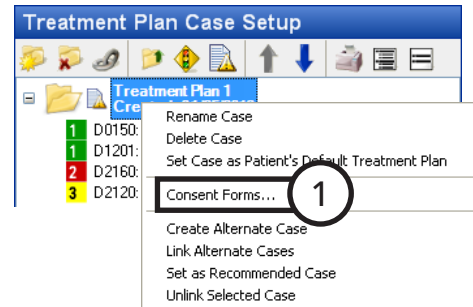 Treatment Plan Case Setup
Treatment Plan 1
1 D0150:
1 D1201:
2 D2160:
3 D2120:
Rename Case
Delete Case
Set Case as Patient's Default Treatment Plan
Consent Forms...
1
Create Alternate Case
Link Alternate Cases
Set as Recommended Case
Unlink Selected Case